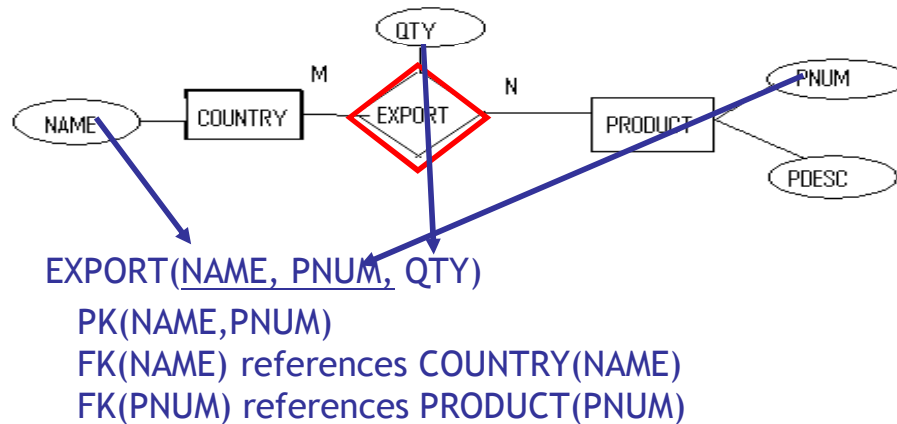 QTY
M
N
PNUM
NAME
COUNTRY
EXPORT
PRODUCT
PDESC
EXPORT(NAME, PNUM, QTY)
PK(NAME,PNUM)
FK(NAME) references COUNTRY(NAME)
FK(PNUM) references PRODUCT(PNUM)